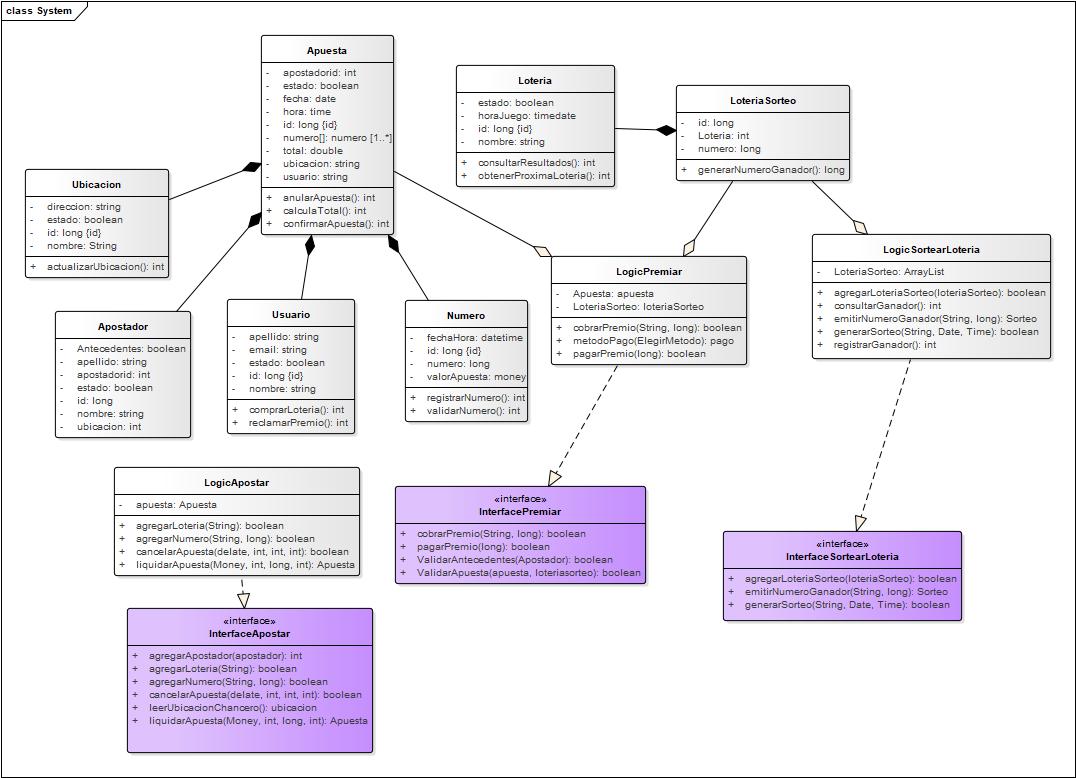 class System
Apuesta
- apostadorid: int
- estado: boolean
- fecha: date
- hora: time
- id: long {id}
- numero[]: numero [1..*]
- total: double
- ubicacion: string
- usuario: string
+ anularApuesta(): int
+ calculaTotal(): int
+ confirmarApuesta(): int
Loteria
- estado: boolean
- horaJuego: timedate
- id: long {id}
- nombre: string
+ consultarResultados(): int
+ obtenerProximaLoteria(): int
LoteriaSorteo
- id: long
- Loteria: int
- numero: long
+ generarNumeroGanador(): long
Ubicacion
- direccion: string
- estado: boolean
- id: long {id}
- nombre: String
+ actualizarUbicacion(): int
LogicPremiar
- Apuesta: apuesta
- LoteriaSorteo: loteriaSorteo
+ cobrarPremio(String, long): boolean
+ metodoPago(ElegirMetodo): pago
+ pagarPremio(long): boolean
LogicSortearLoteria
- LoteriaSorteo: ArrayList
+ agregarLoteriaSorteo(loteriaSorteo): boolean
+ consultarGanador(): int
+ emitirNumeroGanador(String, long): Sorteo
+ generarSorteo(String, Date, Time): boolean
+ registrarGanador(): int
Apostador
- Antecedentes: boolean
- apellido: string
- apostadorid: int
- estado: boolean
- id: long
- nombre: string
- ubicacion: int
Usuario
- apellido: string
- email: string
- estado: boolean
- id: long {id}
- nombre: string
+ comprarLoteria(): int
+ reclamarPremio(): int
Numero
- fechaHora: datetime
- id: long {id}
- numero: long
- valorApuesta: money
+ registrarNumero(): int
+ validarNumero(): int
LogicApostar
- apuesta: Apuesta
+ agregarLoteria(String): boolean
+ agregarNumero(String, long): boolean
+ cancelarApuesta(delate, int, int, int): boolean
+ liquidarApuesta(Money, int, long, int): Apuesta
«interface»
InterfacePremiar
+ cobrarPremio(String, long): boolean
+ pagarPremio(long): boolean
+ ValidarAntecedentes(Apostador): boolean
+ ValidarApuesta(apuesta, loteriasorteo): boolean
«interface»
InterfaceSortearLoteria
+ agregarLoteriaSorteo(loteriaSorteo): boolean
+ emitirNumeroGanador(String, long): Sorteo
+ generarSorteo(String, Date, Time): boolean
«interface»
InterfaceApostar
+ agregarApostador(apostador): int
+ agregarLoteria(String): boolean
+ agregarNumero(String, long): boolean
+ cancelarApuesta(delate, int, int, int): boolean
+ leerUbicacionChancero(): ubicacion
+ liquidarApuesta(Money, int, long, int): Apuesta